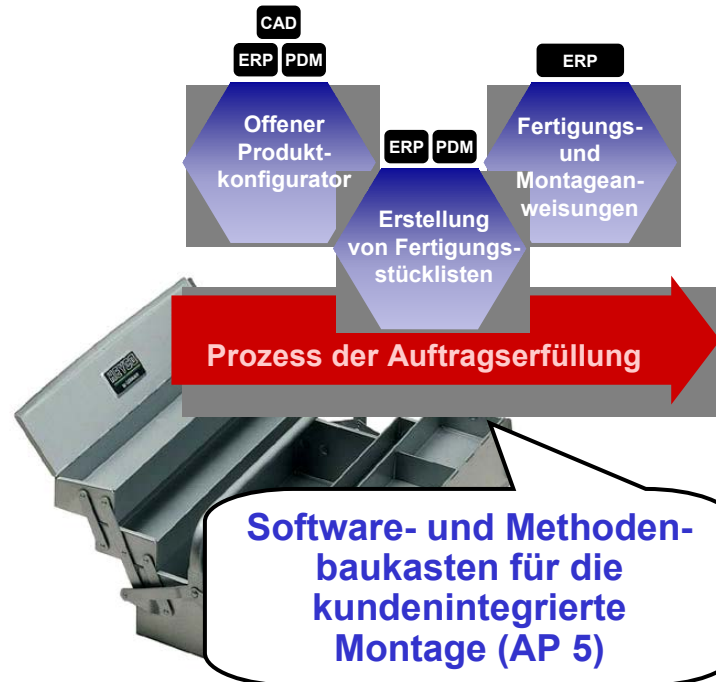 CAD
ERP PDM
Offener
Produkt-
konfigurator
ERP PDM
Erstellung
von Fertigungs-
stücklisten
ERP
Fertigungs-
und
Montagean-
weisungen
Prozess der Auftragserfüllung
HEYCO
Software- und Methoden-
baukasten für die
kundenintegrierte
Montage (AP 5)